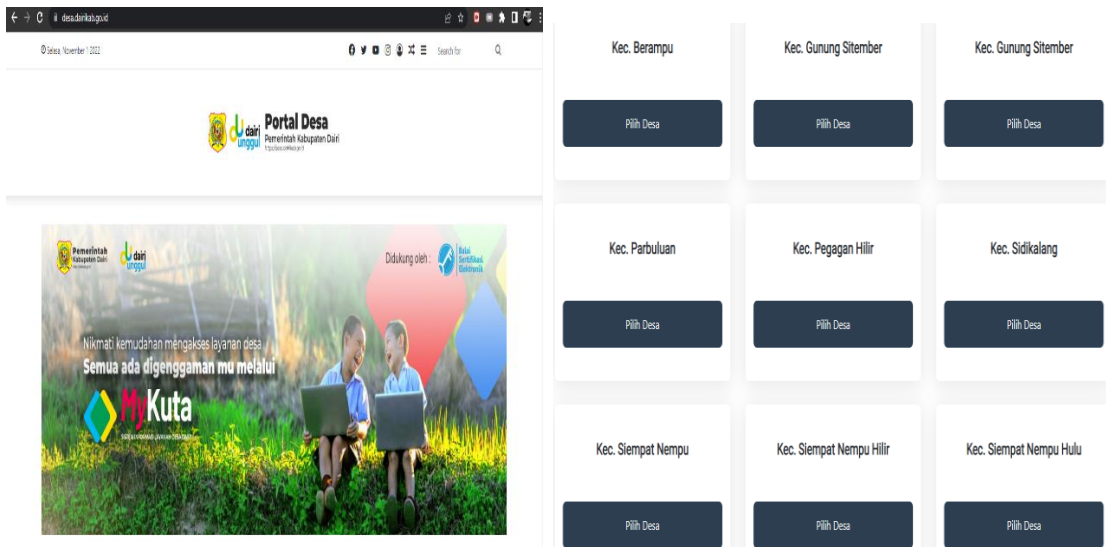 desa.dairikab.go.id
Selasa, November 1 2022
Search for
dairi
unggul
Portal Desa
Pemerintah Kabupaten Dairi
Pemerintah
Kabupaten Dairi
dairi
unggul
Didukung oleh :
Balai
Sertifikasi
Elektronik
Nikmati kemudahan mengakses layanan desa
Semua ada digenggaman mu melalui
MyKuta
Kec. Berampu
Kec. Gunung Sitember
Kec. Gunung Sitember
Pilih Desa
Pilih Desa
Pilih Desa
Kec. Parbuluan
Kec. Pegagan Hilir
Kec. Sidikalang
Pilih Desa
Pilih Desa
Pilih Desa
Kec. Siempat Nempu
Kec. Siempat Nempu Hilir
Kec. Siempat Nempu Hulu
Pilih Desa
Pilih Desa
Pilih Desa